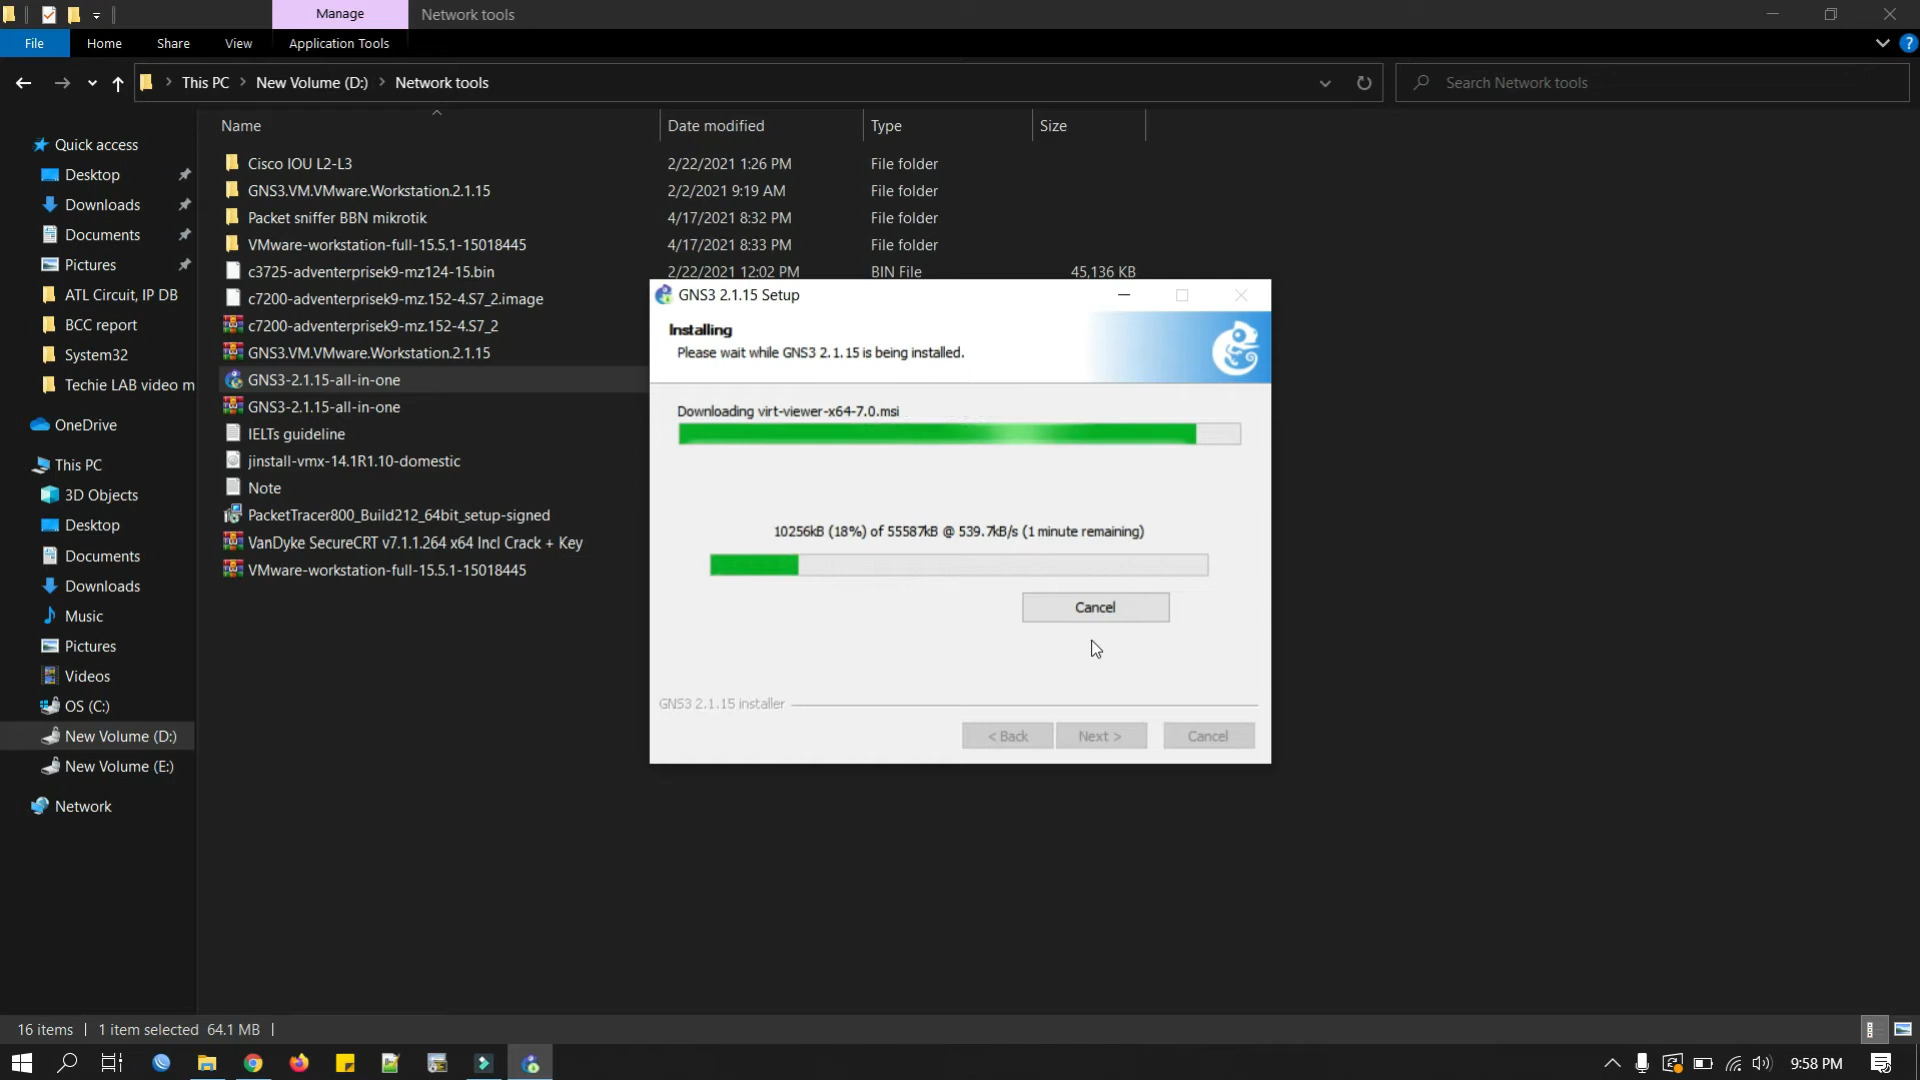 Manage
Network tools
File
Home
Share
View
Application Tools
This PC
New Volume (D:)
Network tools
Search Network tools
Name
Date modified
Type
Size
Quick access
Desktop
Downloads
Documents
Pictures
ATL Circuit, IP DB
BCC report
System32
Techie LAB video m
OneDrive
This PC
3D Objects
Desktop
Documents
Downloads
Music
Pictures
Videos
OS (C:)
New Volume (D:)
New Volume (E:)
Network
Cisco IOU L2-L3 2/22/2021 1:26 PM File folder
GNS3.VM.VMware.Workstation.2.1.15 2/2/2021 9:19 AM File folder
Packet sniffer BBN mikrotik 4/17/2021 8:32 PM File folder
VMware-workstation-full-15.5.1-15018445 4/17/2021 8:33 PM File folder
c3725-adventerprisek9-mz124-15.bin 2/22/2021 12:02 PM BIN File 45,136 KB
c7200-adventerprisek9-mz.152-4.S7_2.image
c7200-adventerprisek9-mz.152-4.S7_2
GNS3.VM.VMware.Workstation.2.1.15
GNS3-2.1.15-all-in-one
GNS3-2.1.15-all-in-one
IELTs guideline
jinstall-vmx-14.1R1.10-domestic
Note
PacketTracer800_Build212_64bit_setup-signed
VanDyke SecureCRT v7.1.1.264 x64 Incl Crack + Key
VMware-workstation-full-15.5.1-15018445
GNS3 2.1.15 Setup
Installing
Please wait while GNS3 2.1.15 is being installed.
Downloading virt-viewer-x64-7.0.msi
10256kB (18%) of 55587kB @ 539.7kB/s (1 minute remaining)
Cancel
GNS3 2.1.15 installer
< Back
Next >
Cancel
16 items
1 item selected 64.1 MB
9:58 PM